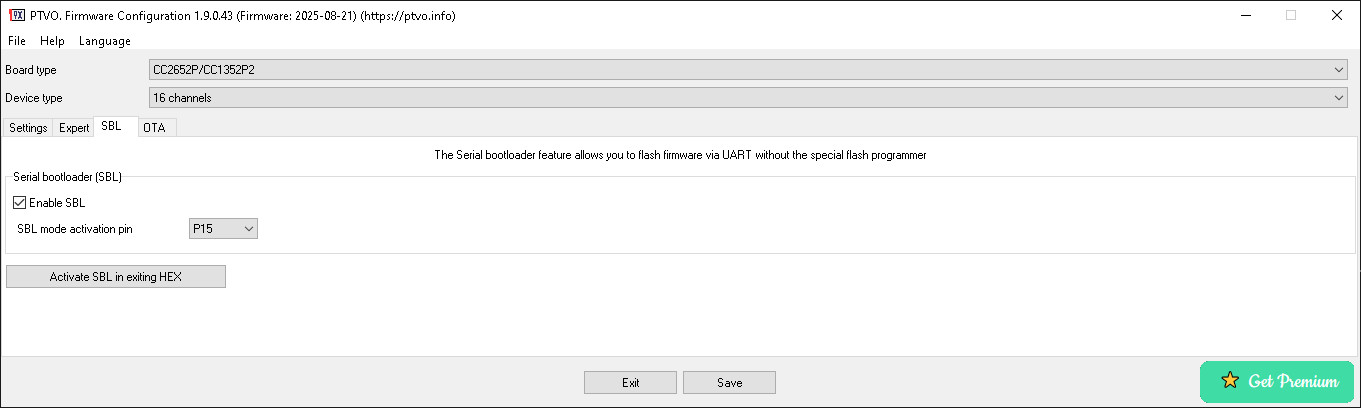 PTVO. Firmware Configuration 1.9.0.43 (Firmware: 2025-08-21) (https://ptvo.info)
File Help Language
Board type CC2652P/CC1352P2
Device type 16 channels
Settings Expert SBL OTA
The Serial bootloader feature allows you to flash firmware via UART without the special flash programmer
Serial bootloader (SBL)
Enable SBL
SBL mode activation pin P15
Activate SBL in exiting HEX
Exit Save
Get Premium